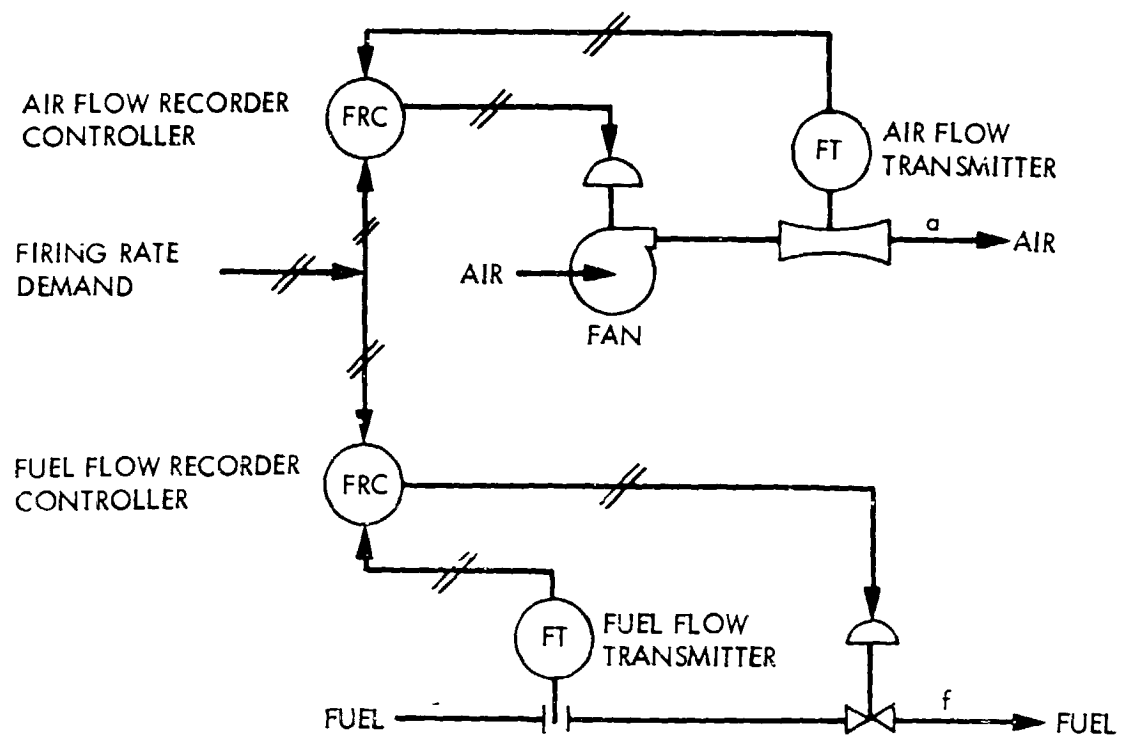 AIR FLOW RECORDER
CONTROLLER
FRC
FT
AIR FLOW
TRANSMITTER
a
AIR
FIRING RATE
DEMAND
AIR
FAN
FUEL FLOW RECORDER
CONTROLLER
FRC
FT
FUEL FLOW
TRANSMITTER
f
FUEL
FUEL